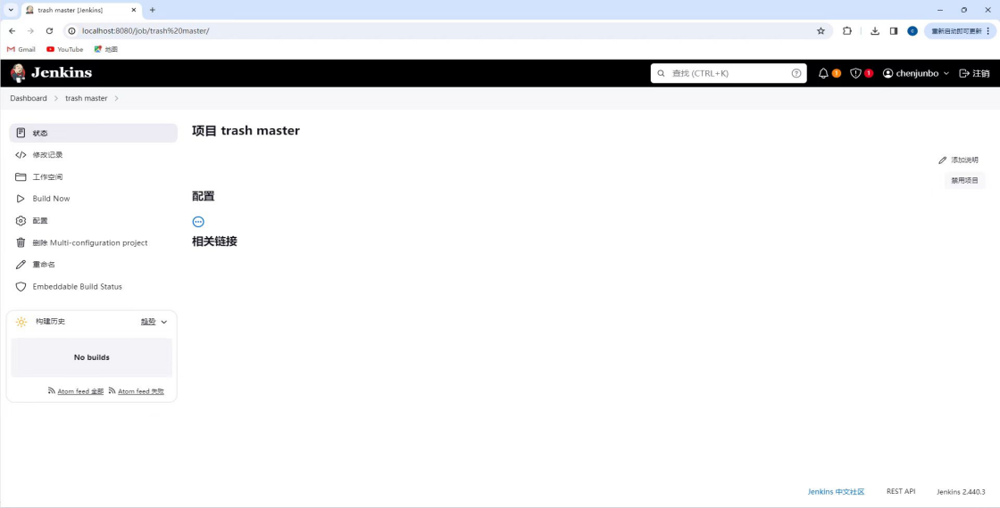 trash master [Jenkins]
localhost:8080/job/trash%20master/
重新启动即可更新
Gmail YouTube 地图
Jenkins
查找 (CTRL+K)
1 1 chenjunbo 注销
Dashboard > trash master >
状态
修改记录
工作空间
Build Now
配置
删除 Multi-configuration project
重命名
Embeddable Build Status
构建历史 趋势
No builds
Atom feed 全部 Atom feed 失败
项目 trash master
添加说明
禁用项目
配置
相关链接
Jenkins 中文社区 REST API Jenkins 2.440.3